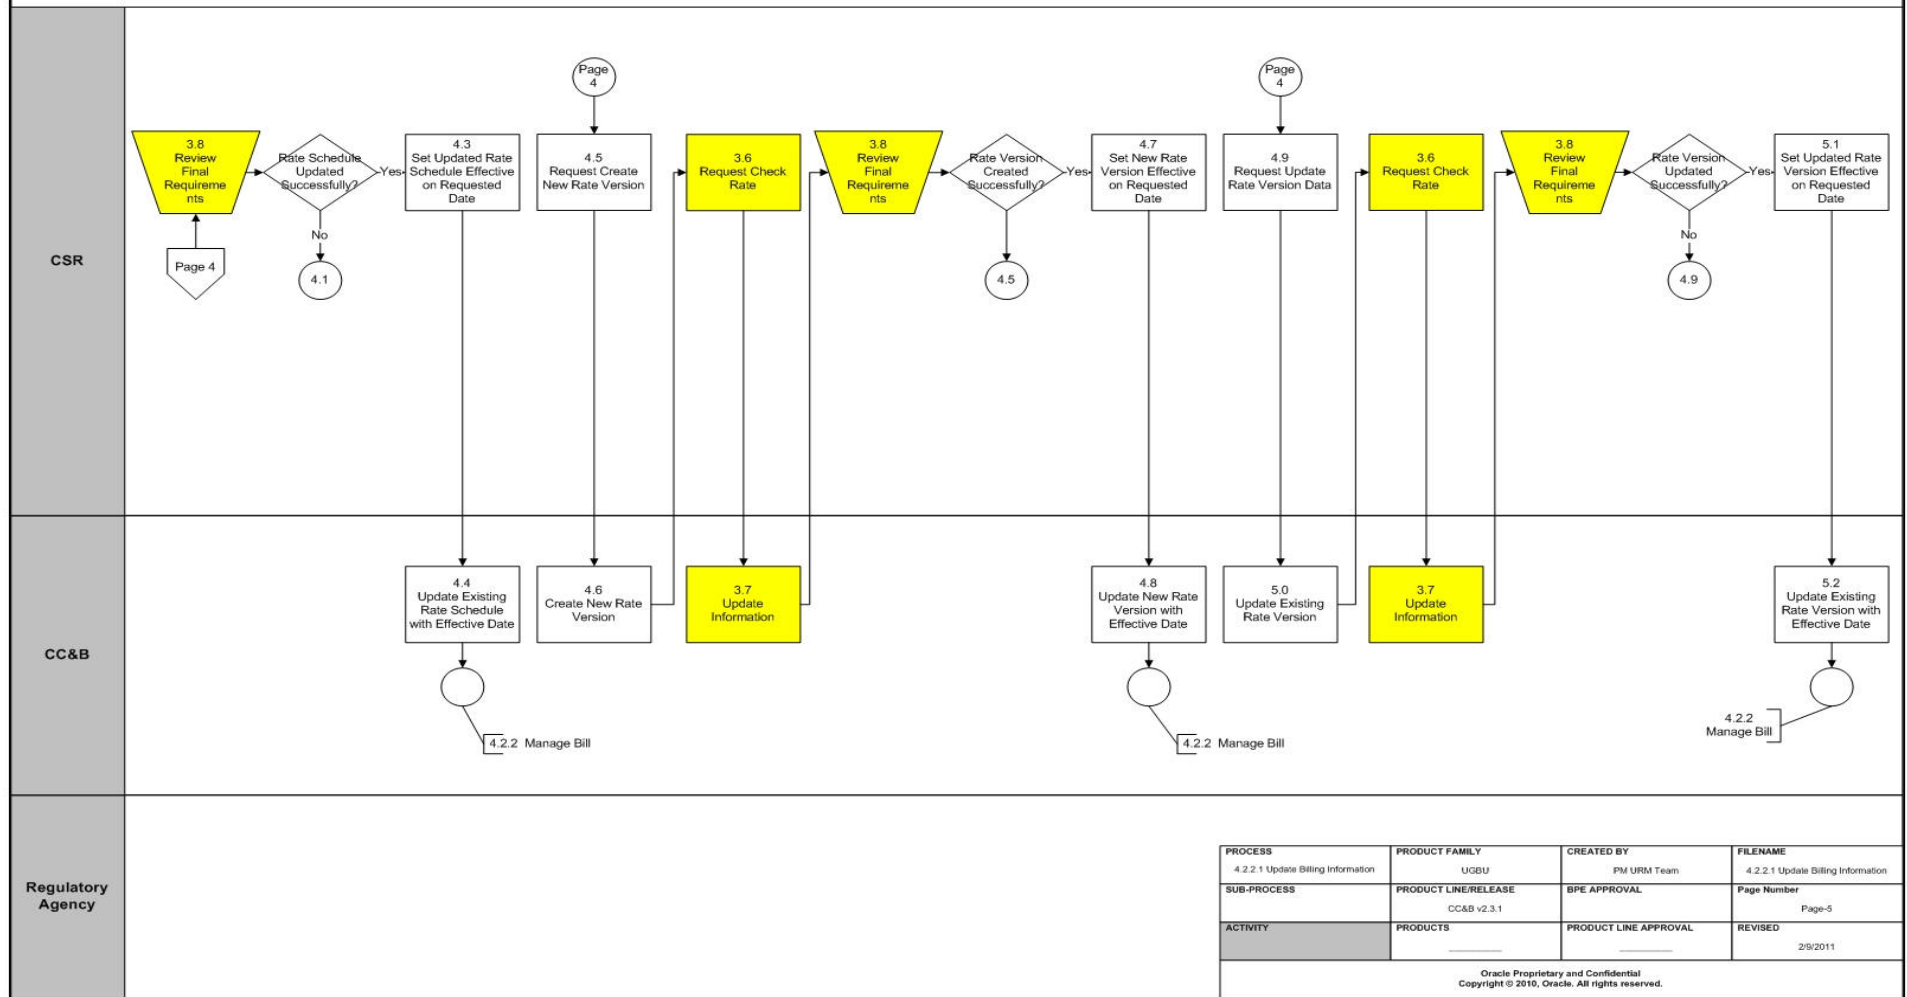 CSR
Page
4
Page
4
3.8
Review
Final
Requireme
nts
Rate Schedule
Updated
Successfully?
Yes
4.3
Set Updated Rate
Schedule Effective
on Requested
Date
4.5
Request Create
New Rate Version
3.6
Request Check
Rate
3.8
Review
Final
Requireme
nts
Rate Version
Created
Successfully?
Yes
4.7
Set New Rate
Version Effective
on Requested
Date
4.9
Request Update
Rate Version Data
3.6
Request Check
Rate
3.8
Review
Final
Requireme
nts
Rate Version
Updated
Successfully?
Yes
5.1
Set Updated Rate
Version Effective
on Requested
Date
Page 4
No
4.1
4.5
No
4.9
CC&B
4.4
Update Existing
Rate Schedule
with Effective Date
4.6
Create New Rate
Version
3.7
Update
Information
4.8
Update New Rate
Version with
Effective Date
5.0
Update Existing
Rate Version
3.7
Update
Information
5.2
Update Existing
Rate Version with
Effective Date
4.2.2 Manage Bill
4.2.2 Manage Bill
4.2.2
Manage Bill
Regulatory
Agency
PROCESS
4.2.2.1 Update Billing Information
PRODUCT FAMILY
UGBU
CREATED BY
PM URM Team
FILENAME
4.2.2.1 Update Billing Information
SUB-PROCESS
PRODUCT LINE/RELEASE
CC&B v2.3.1
BPE APPROVAL
Page Number
Page-5
ACTIVITY
PRODUCTS
PRODUCT LINE APPROVAL
REVISED
2/9/2011
Oracle Proprietary and Confidential
Copyright © 2010, Oracle. All rights reserved.